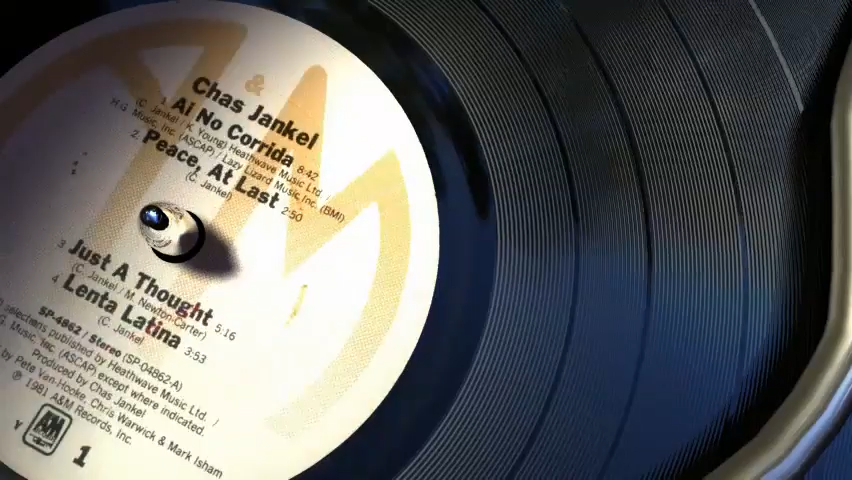 &
Chas Jankel
1. Ai No Corrida 8:42
(C. Jankel / K. Young) Heathwave Music Ltd. /
H.G. Music, Inc. (ASCAP) / Lazy Lizard Music Inc. (BMI)
2. Peace, At Last 2:50
(C. Jankel)
3 Just A Thought 5:16
(C. Jankel / M. Newton-Carter)
4. Lenta Latina 3:53
(C. Jankel)
SP-4862 / Stereo (SP-04862-A)
Selections published by Heathwave Music Ltd. /
G. Music, Inc. (ASCAP) except where indicated.
Produced by Chas Jankel
by Pete Van-Hooke, Chris Warwick & Mark Isham
℗ 1981 A&M Records, Inc.
Y
AM
1